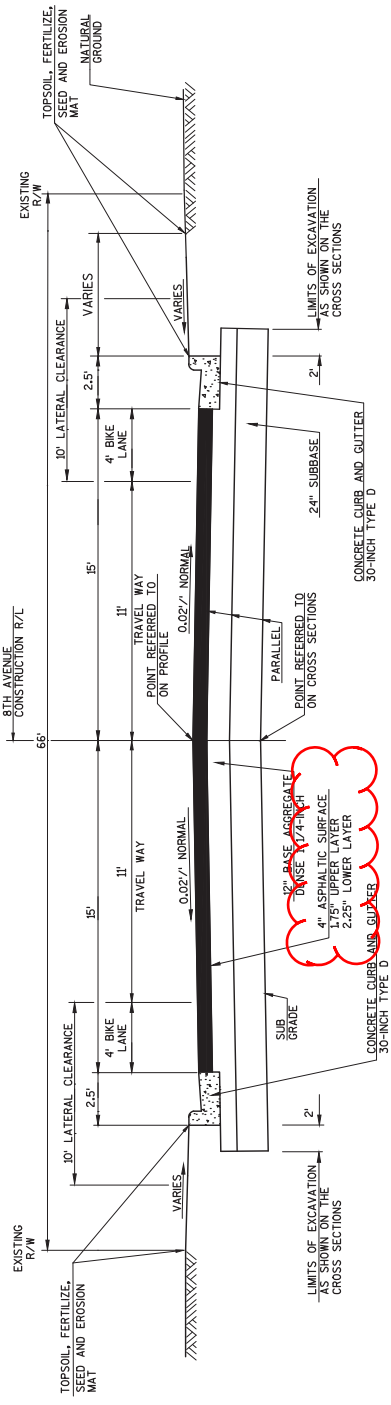 8TH AVENUE
CONSTRUCTION R/L
66'
EXISTING
R/W
EXISTING
R/W
10' LATERAL CLEARANCE
10' LATERAL CLEARANCE
2.5'
15'
15'
2.5'
VARIES
4' BIKE
LANE
11'
TRAVEL WAY
11'
TRAVEL WAY
4' BIKE
LANE
TOPSOIL, FERTILIZE,
SEED AND EROSION
MAT
TOPSOIL, FERTILIZE,
SEED AND EROSION
MAT
NATURAL
GROUND
VARIES
VARIES
0.02'/' NORMAL
0.02'/' NORMAL
POINT REFERRED TO
ON PROFILE
2'
2'
LIMITS OF EXCAVATION
AS SHOWN ON THE
CROSS SECTIONS
LIMITS OF EXCAVATION
AS SHOWN ON THE
CROSS SECTIONS
SUB
GRADE
12" BASE AGGREGATE
DENSE 1 1/4-INCH
4" ASPHALTIC SURFACE
1.75" UPPER LAYER
2.25" LOWER LAYER
CONCRETE CURB AND GUTTER
30-INCH TYPE D
PARALLEL
POINT REFERRED TO
ON CROSS SECTIONS
24" SUBBASE
CONCRETE CURB AND GUTTER
30-INCH TYPE D